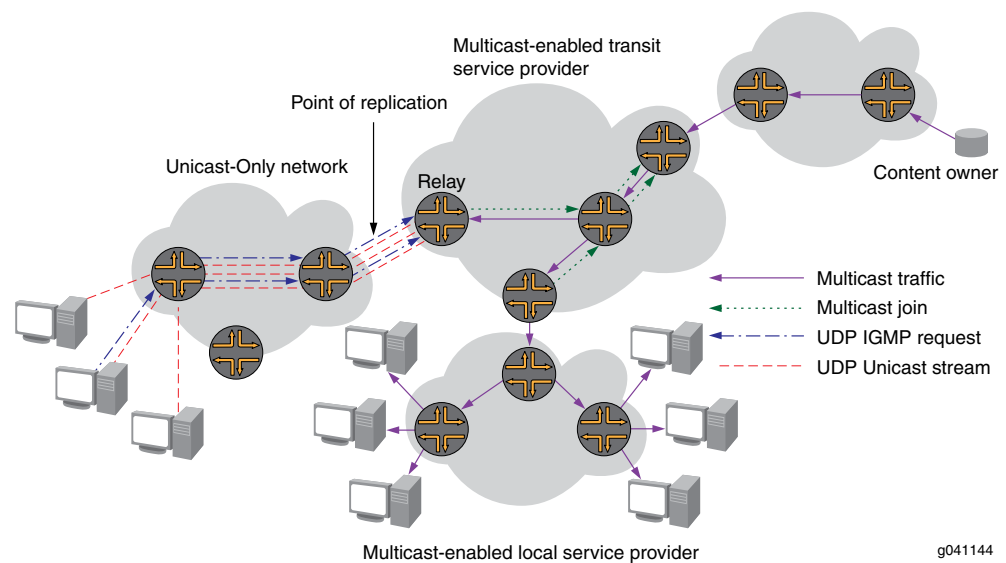 Multicast-enabled transit
service provider
Point of replication
Unicast-Only network
Relay
Content owner
Multicast traffic
Multicast join
UDP IGMP request
UDP Unicast stream
Multicast-enabled local service provider
g041144